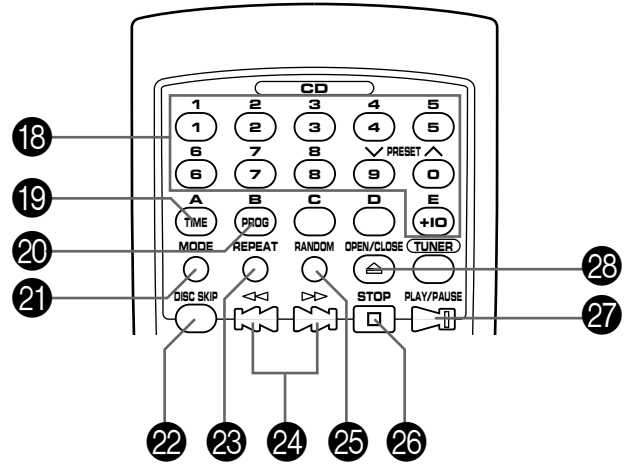 CD
1 2 3 4 5
1 2 3 4 5
18
6 7 8 PRESET
6 7 8 9 0
A B C D E
19
TIME PROG +10
20
MODE REPEAT RANDOM OPEN/CLOSE TUNER
21
28
DISC SKIP STOP PLAY/PAUSE
27
22 23 24 25 26